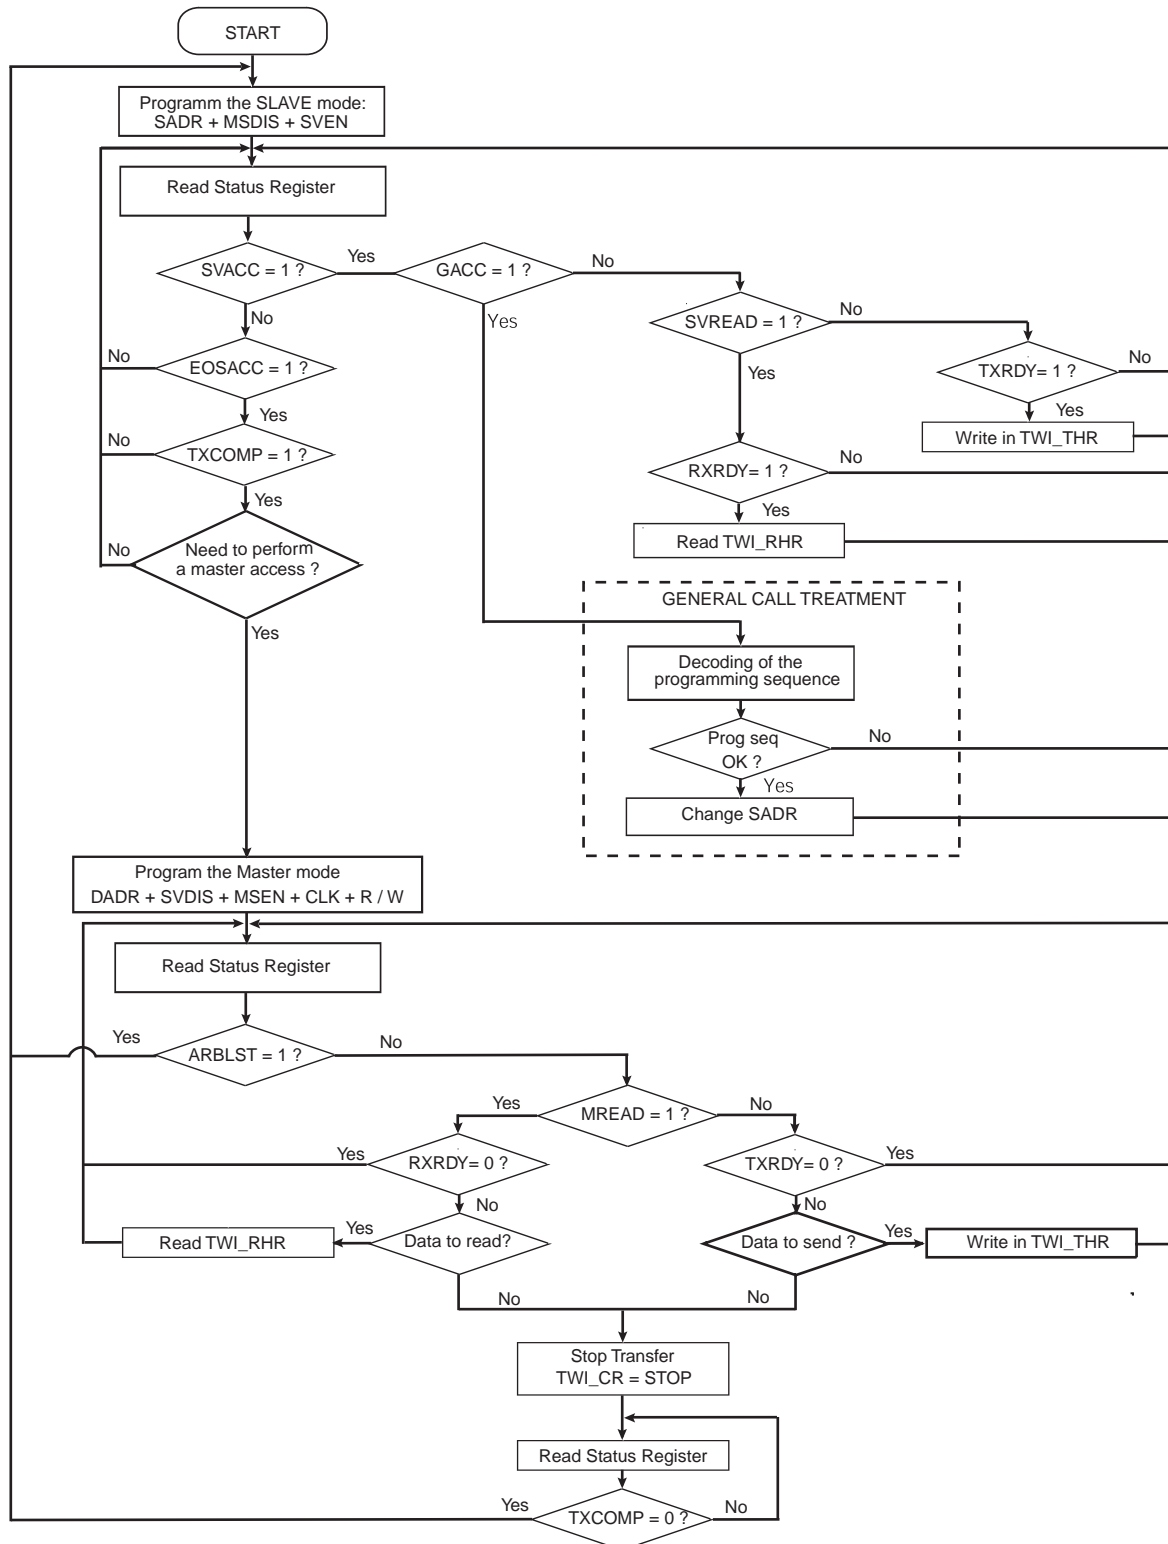 START
Programm the SLAVE mode:
SADR + MSDIS + SVEN
Read Status Register
SVACC = 1 ?
Yes
GACC = 1 ?
No
No
Yes
SVREAD = 1 ?
No
No
EOSACC = 1 ?
Yes
TXRDY= 1 ?
No
Yes
Yes
Write in TWI_THR
No
TXCOMP = 1 ?
RXRDY= 1 ?
No
Yes
Yes
Read TWI_RHR
No
Need to perform
a master access ?
GENERAL CALL TREATMENT
Yes
Decoding of the
programming sequence
Prog seq
OK ?
No
Yes
Change SADR
Program the Master mode
DADR + SVDIS + MSEN + CLK + R / W
Read Status Register
Yes
ARBLST = 1 ?
No
Yes
MREAD = 1 ?
No
Yes
RXRDY= 0 ?
TXRDY= 0 ?
Yes
No
No
Read TWI_RHR
Yes
Data to read?
Data to send ?
Yes
Write in TWI_THR
No
No
Stop Transfer
TWI_CR = STOP
Read Status Register
Yes
TXCOMP = 0 ?
No